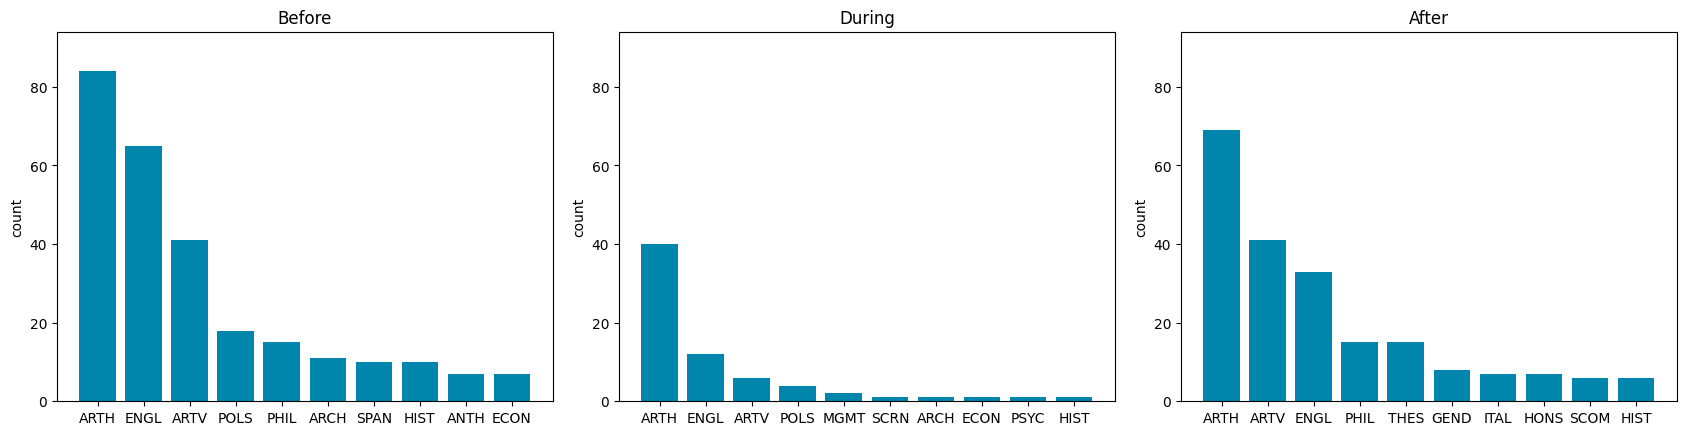 Before
count
80
60
40
20
0
ARTH ENGL ARTV POLS PHIL ARCH SPAN HIST ANTH ECON
During
count
80
60
40
20
0
ARTH ENGL ARTV POLS MGMT SCRN ARCH ECON PSYC HIST
After
count
80
60
40
20
0
ARTH ARTV ENGL PHIL THES GEND ITAL HONS SCOM HIST